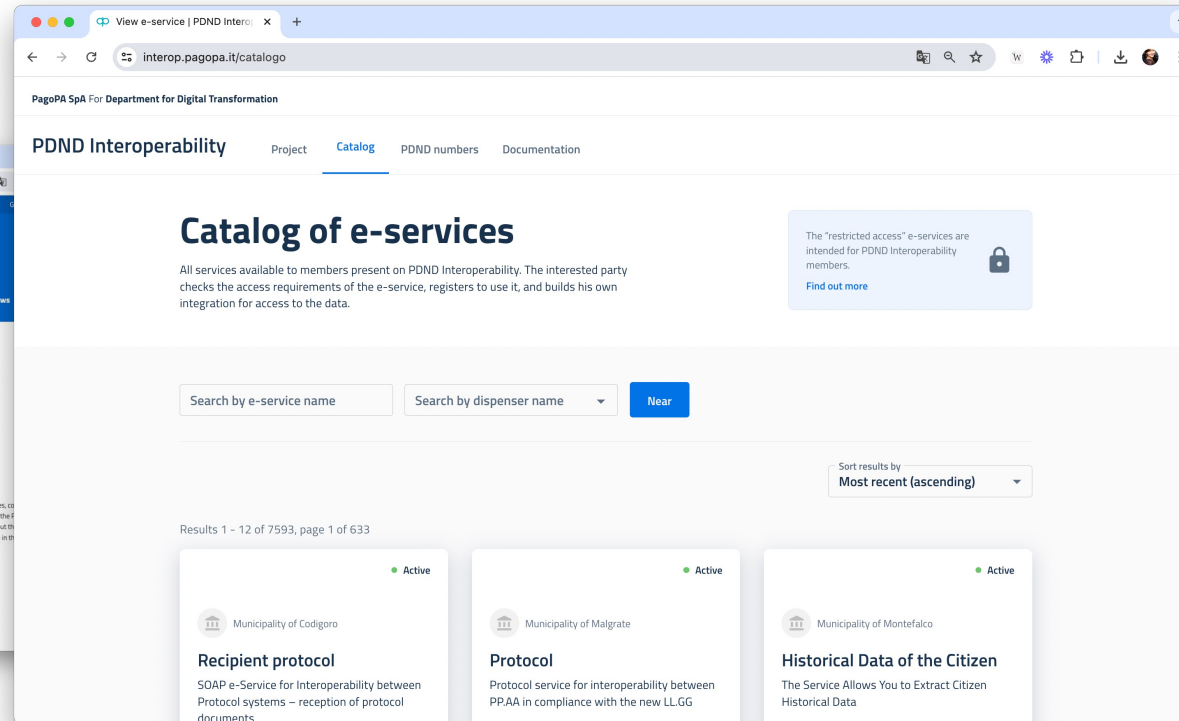 View e-service | PDND Interop
interop.pagopa.it/catalogo
PagoPA SpA For Department for Digital Transformation
PDND Interoperability
Project
Catalog
PDND numbers
Documentation
Catalog of e-services
All services available to members present on PDND Interoperability. The interested party
checks the access requirements of the e-service, registers to use it, and builds his own
integration for access to the data.
The "restricted access" e-services are
intended for PDND Interoperability
members.
Find out more
Search by e-service name
Search by dispenser name
Near
Sort results by
Most recent (ascending)
Results 1 - 12 of 7593, page 1 of 633
Active
Municipality of Codigoro
Recipient protocol
SOAP e-Service for Interoperability between
Protocol systems – reception of protocol
documents
Active
Municipality of Malgrate
Protocol
Protocol service for interoperability between
PP.AA in compliance with the new LL.GG
Active
Municipality of Montefalco
Historical Data of the Citizen
The Service Allows You to Extract Citizen
Historical Data